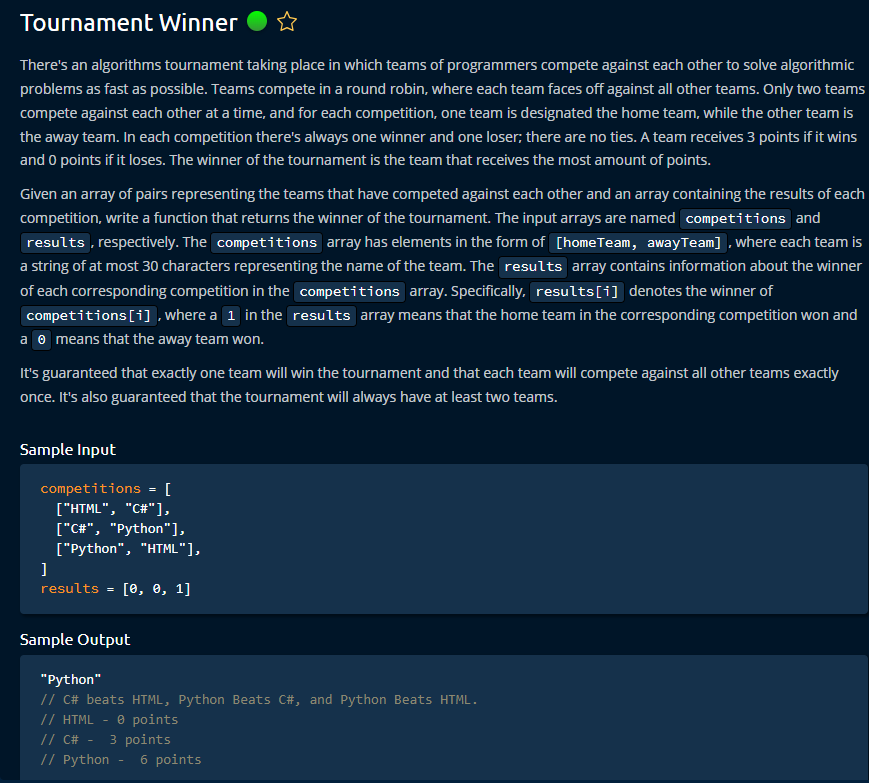 Tournament Winner
There's an algorithms tournament taking place in which teams of programmers compete against each other to solve algorithmic
problems as fast as possible. Teams compete in a round robin, where each team faces off against all other teams. Only two teams
compete against each other at a time, and for each competition, one team is designated the home team, while the other team is
the away team. In each competition there's always one winner and one loser; there are no ties. A team receives 3 points if it wins
and 0 points if it loses. The winner of the tournament is the team that receives the most amount of points.
Given an array of pairs representing the teams that have competed against each other and an array containing the results of each
competition, write a function that returns the winner of the tournament. The input arrays are named competitions and
results, respectively. The competitions array has elements in the form of [homeTeam, awayTeam], where each team is
a string of at most 30 characters representing the name of the team. The results array contains information about the winner
of each corresponding competition in the competitions array. Specifically, results[i] denotes the winner of
competitions[i], where a 1 in the results array means that the home team in the corresponding competition won and
a 0 means that the away team won.
It's guaranteed that exactly one team will win the tournament and that each team will compete against all other teams exactly
once. It's also guaranteed that the tournament will always have at least two teams.
Sample Input
competitions = [
["HTML", "C#"],
["C#", "Python"],
["Python", "HTML"],
]
results = [0, 0, 1]
Sample Output
"Python"
// C# beats HTML, Python Beats C#, and Python Beats HTML.
// HTML - 0 points
// C# -  3 points
// Python -  6 points